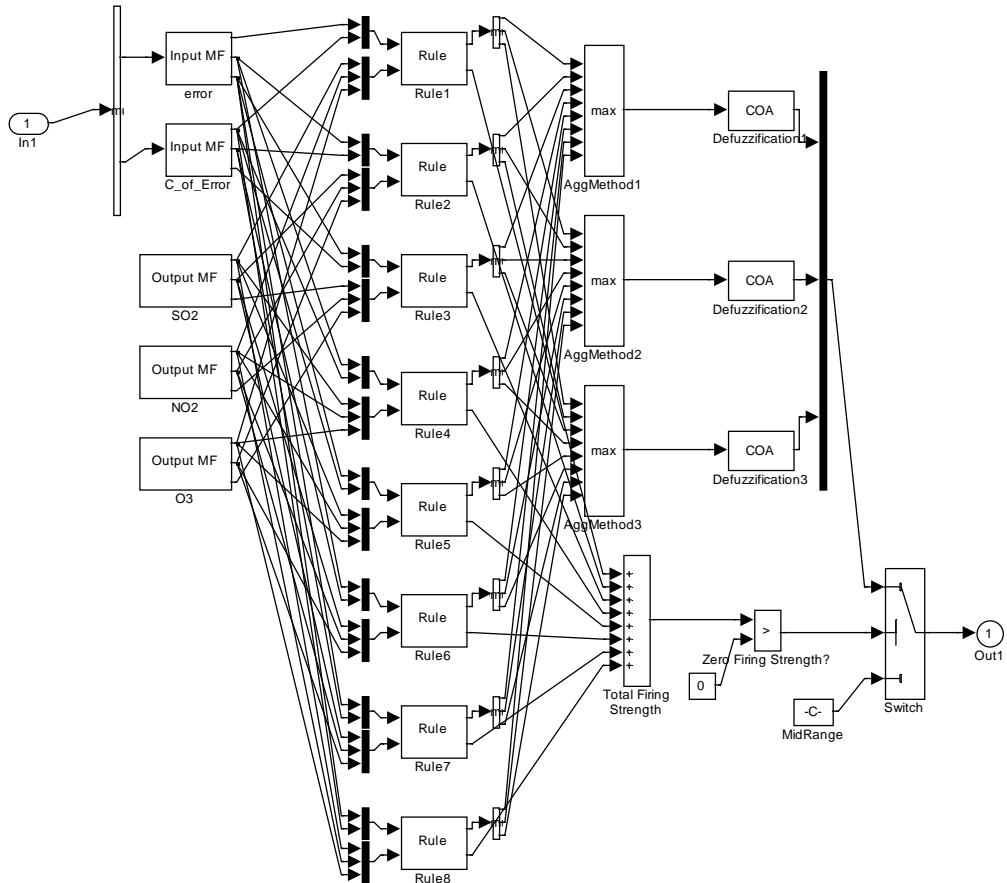 1
In1
Input MF
error
Input MF
C_of_Error
Output MF
SO2
Output MF
NO2
Output MF
O3
Rule
Rule1
Rule
Rule2
Rule
Rule3
Rule
Rule4
Rule
Rule5
Rule
Rule6
Rule
Rule7
Rule
Rule8
max
AggMethod1
max
AggMethod2
max
AggMethod3
COA
Defuzzification1
COA
Defuzzification2
COA
Defuzzification3
+
+
+
+
+
+
+
+
Total Firing
Strength
>
Zero Firing Strength?
0
-C-
MidRange
Switch
1
Out1